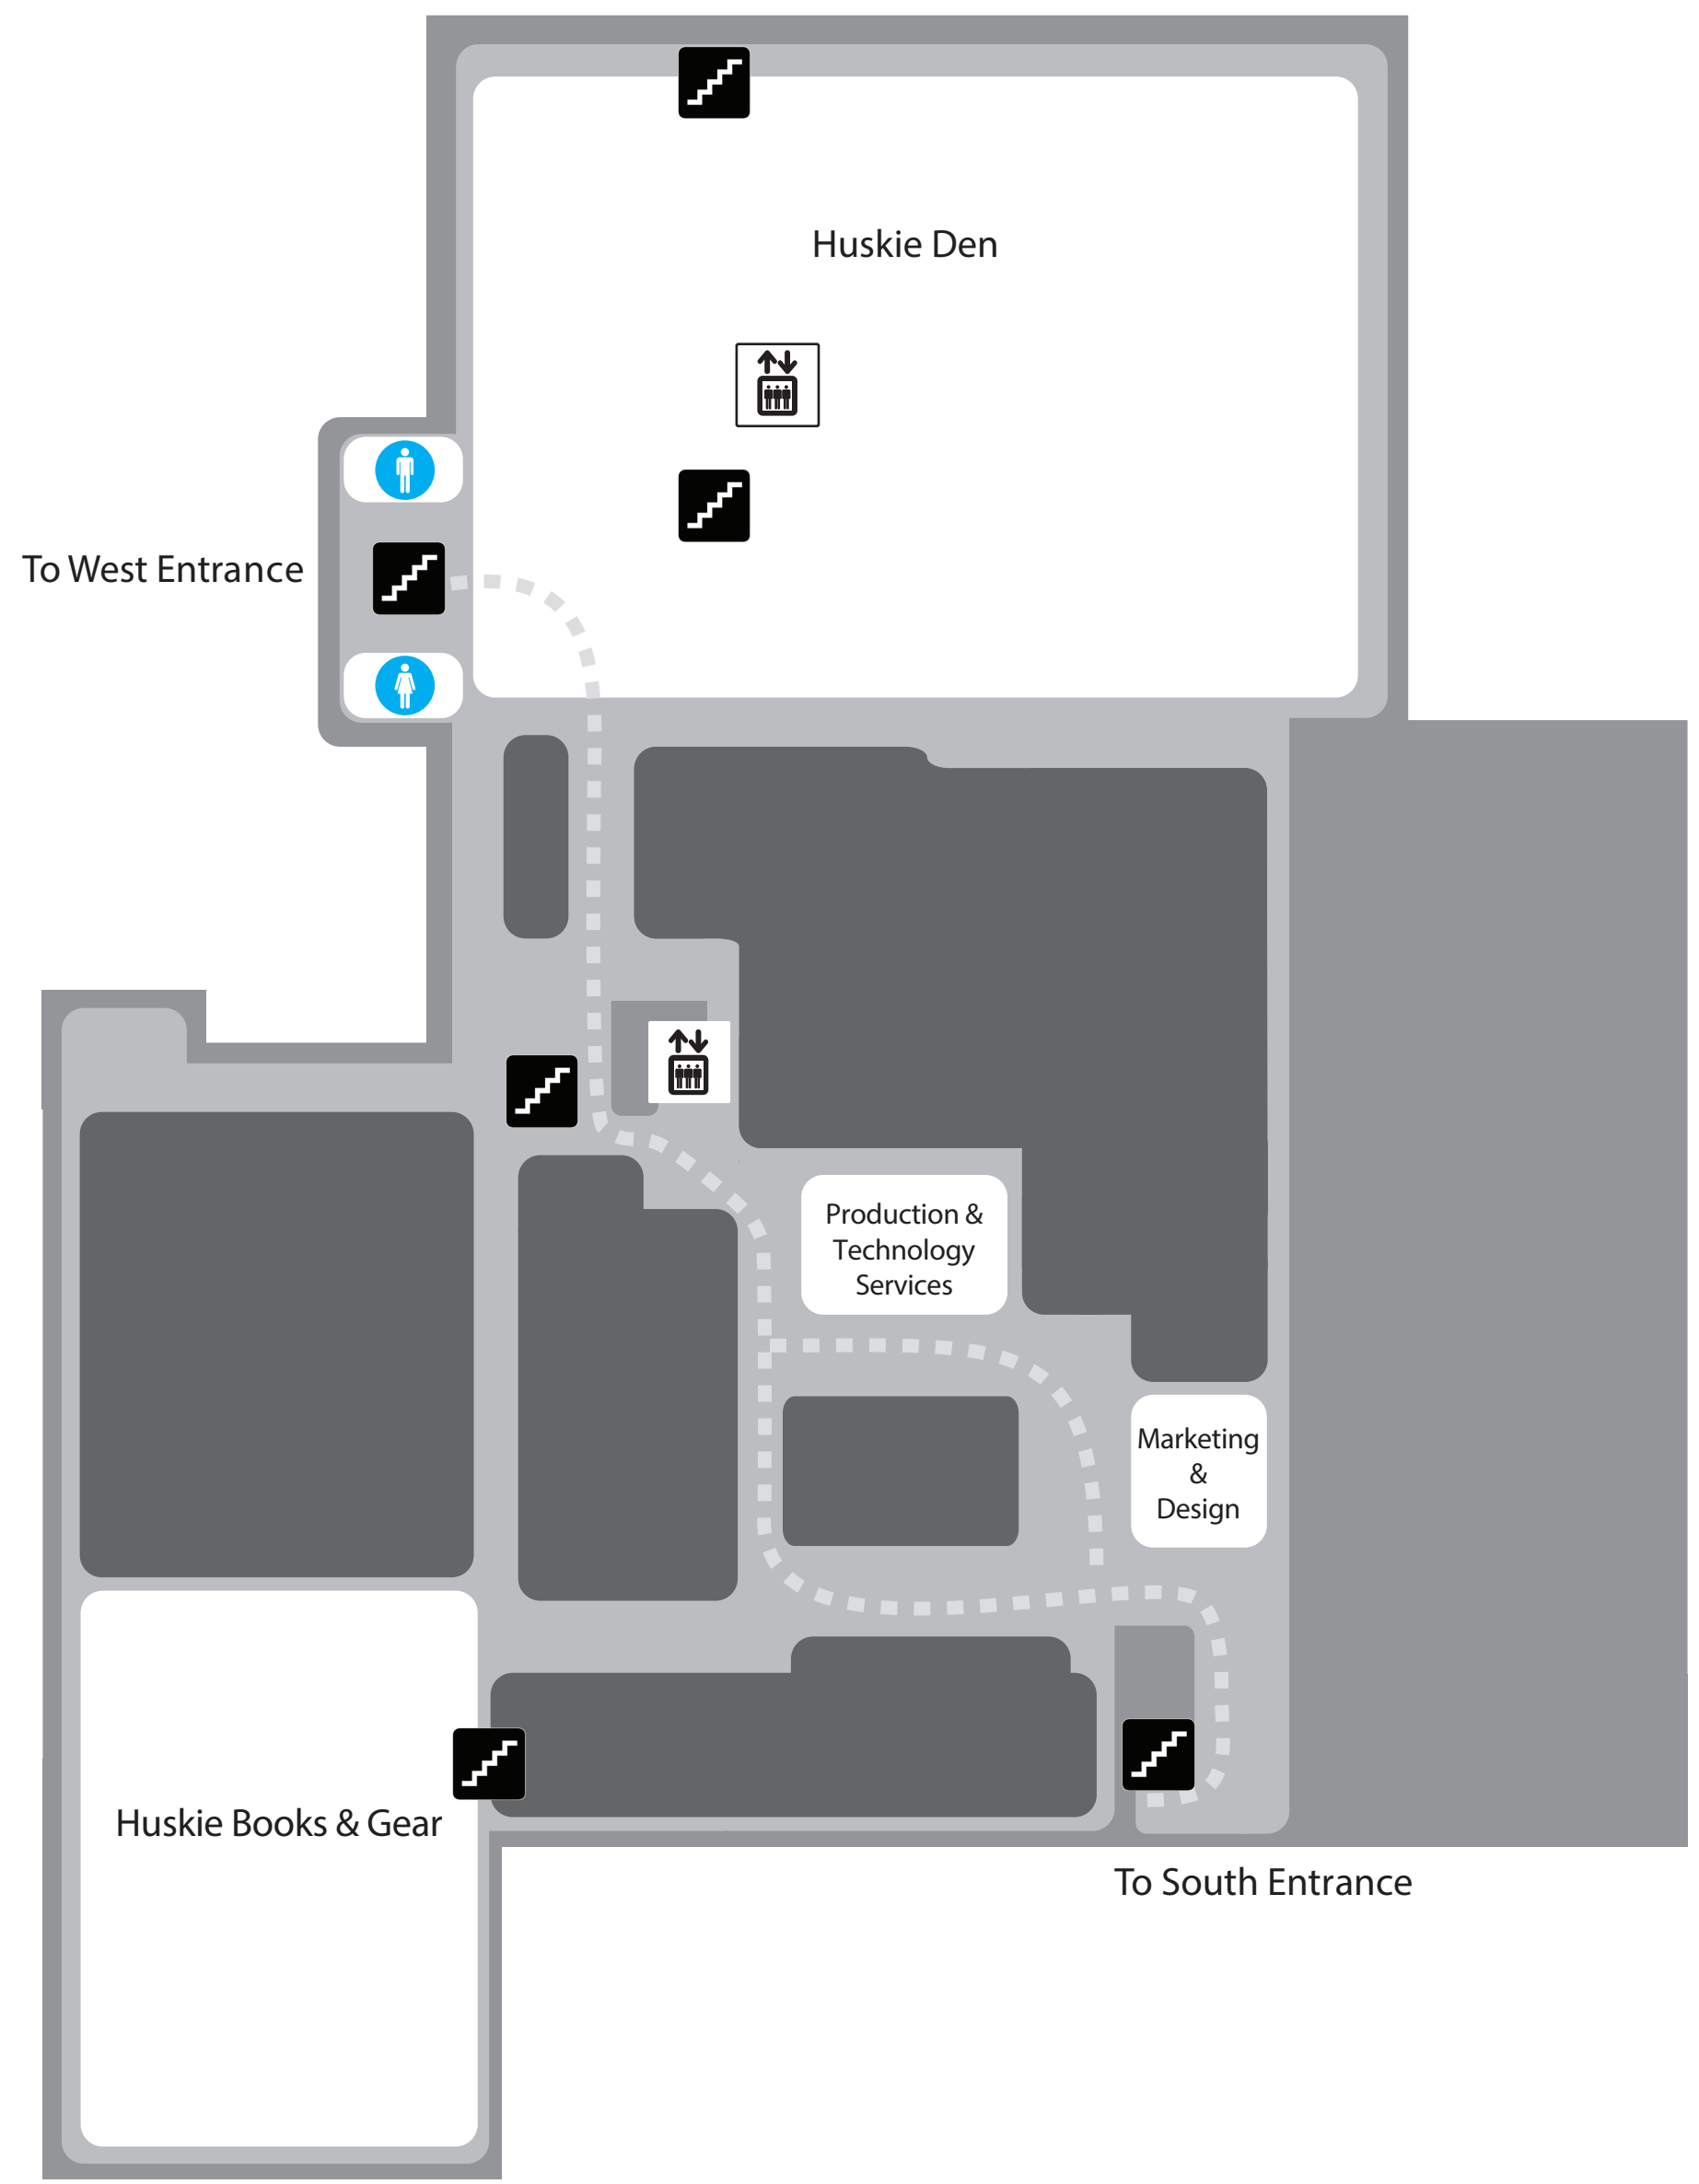 Huskie Den
To West Entrance
Production &
Technology
Services
Marketing
&
Design
Huskie Books & Gear
To South Entrance